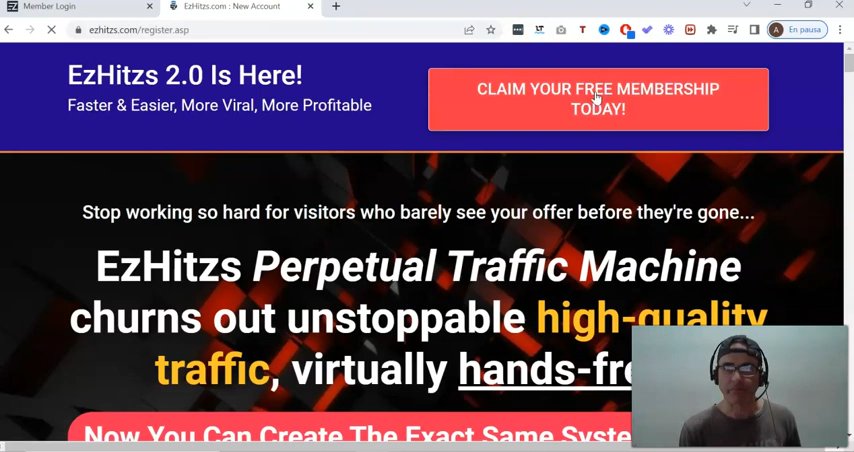 EZ Member Login
EzHitzs.com : New Account
ezhitzs.com/register.asp
A En pausa
EzHitzs 2.0 Is Here!
Faster & Easier, More Viral, More Profitable
CLAIM YOUR FREE MEMBERSHIP
TODAY!
Stop working so hard for visitors who barely see your offer before they're gone...
EzHitzs Perpetual Traffic Machine
churns out unstoppable high-quality
traffic, virtually hands-fre
Now You Can Create The Exact Same Syste